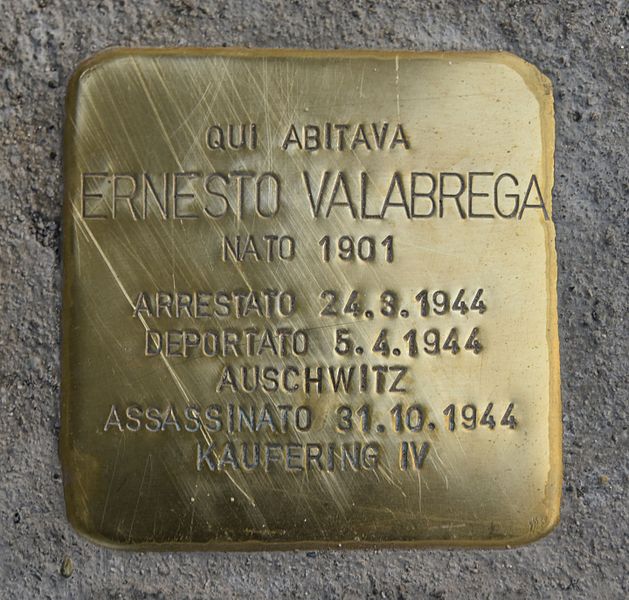 QUI ABITAVA
ERNESTO VALABREGA
NATO 1901
ARRESTATO 24.3.1944
DEPORTATO 5.4.1944
AUSCHWITZ
ASSASSINATO 31.10.1944
KAUFERING IV